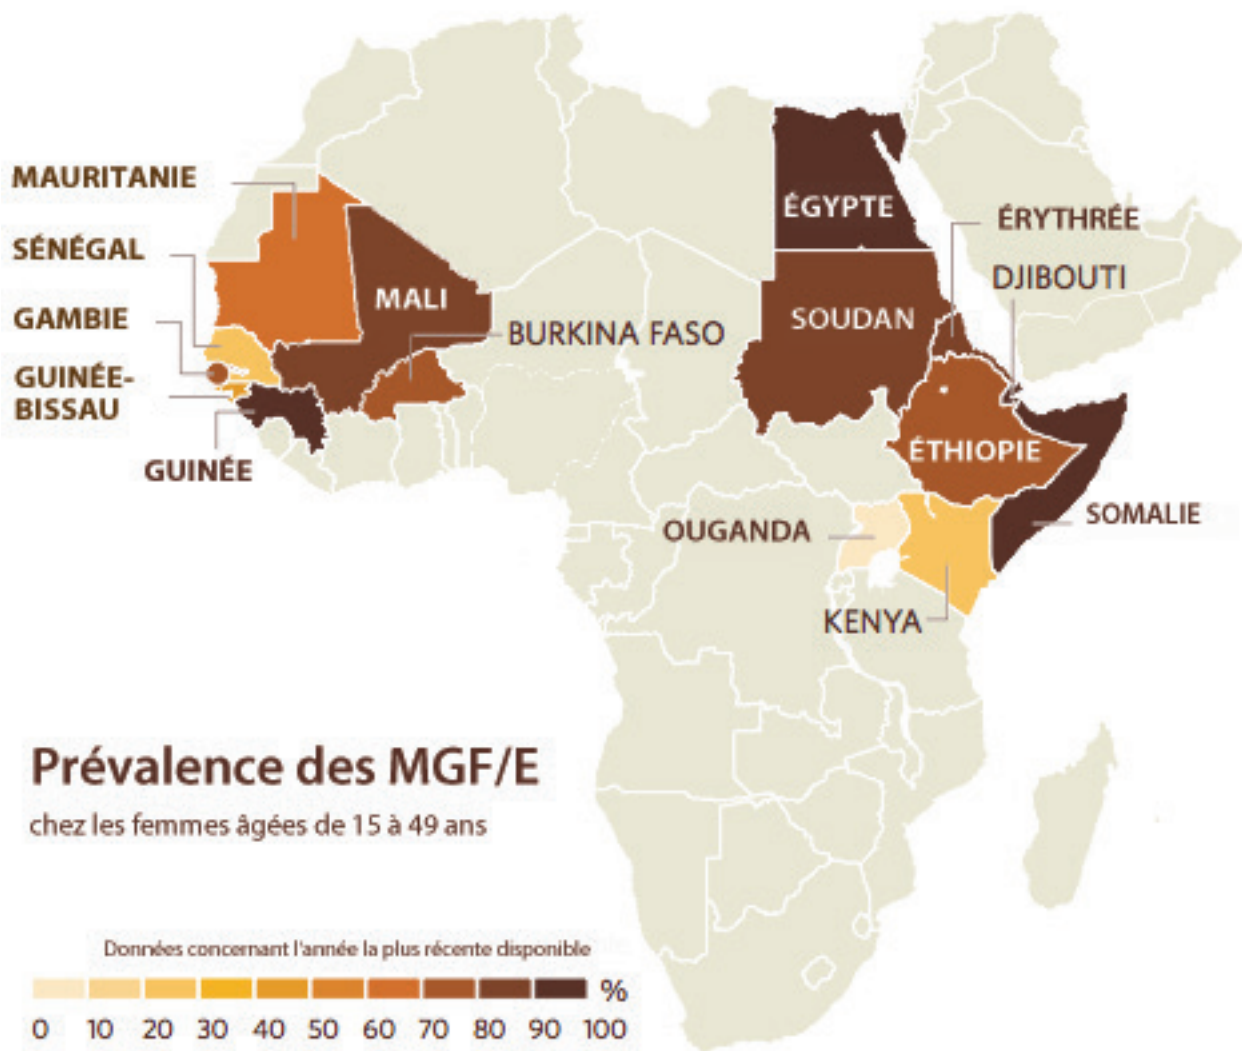 MAURITANIE
SÉNÉGAL
GAMBIE
GUINÉE-
BISSAU
GUINÉE
MALI
BURKINA FASO
ÉGYPTE
SOUDAN
ÉRYTHRÉE
DJIBOUTI
ÉTHIOPIE
SOMALIE
OUGANDA
KENYA
Prévalence des MGF/E
chez les femmes âgées de 15 à 49 ans
Données concernant l'année la plus récente disponible
%
0 10 20 30 40 50 60 70 80 90 100